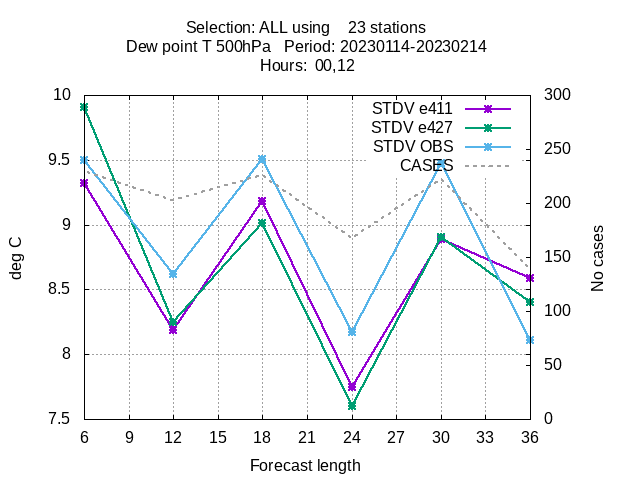 Selection: ALL using    23 stations
Dew point T 500hPa   Period: 20230114-20230214
Hours:  00,12
10
9.5
9
8.5
8
7.5
deg C
300
250
200
150
100
50
0
No cases
STDV e411
STDV e427
STDV OBS
CASES
6 9 12 15 18 21 24 27 30 33 36
Forecast length